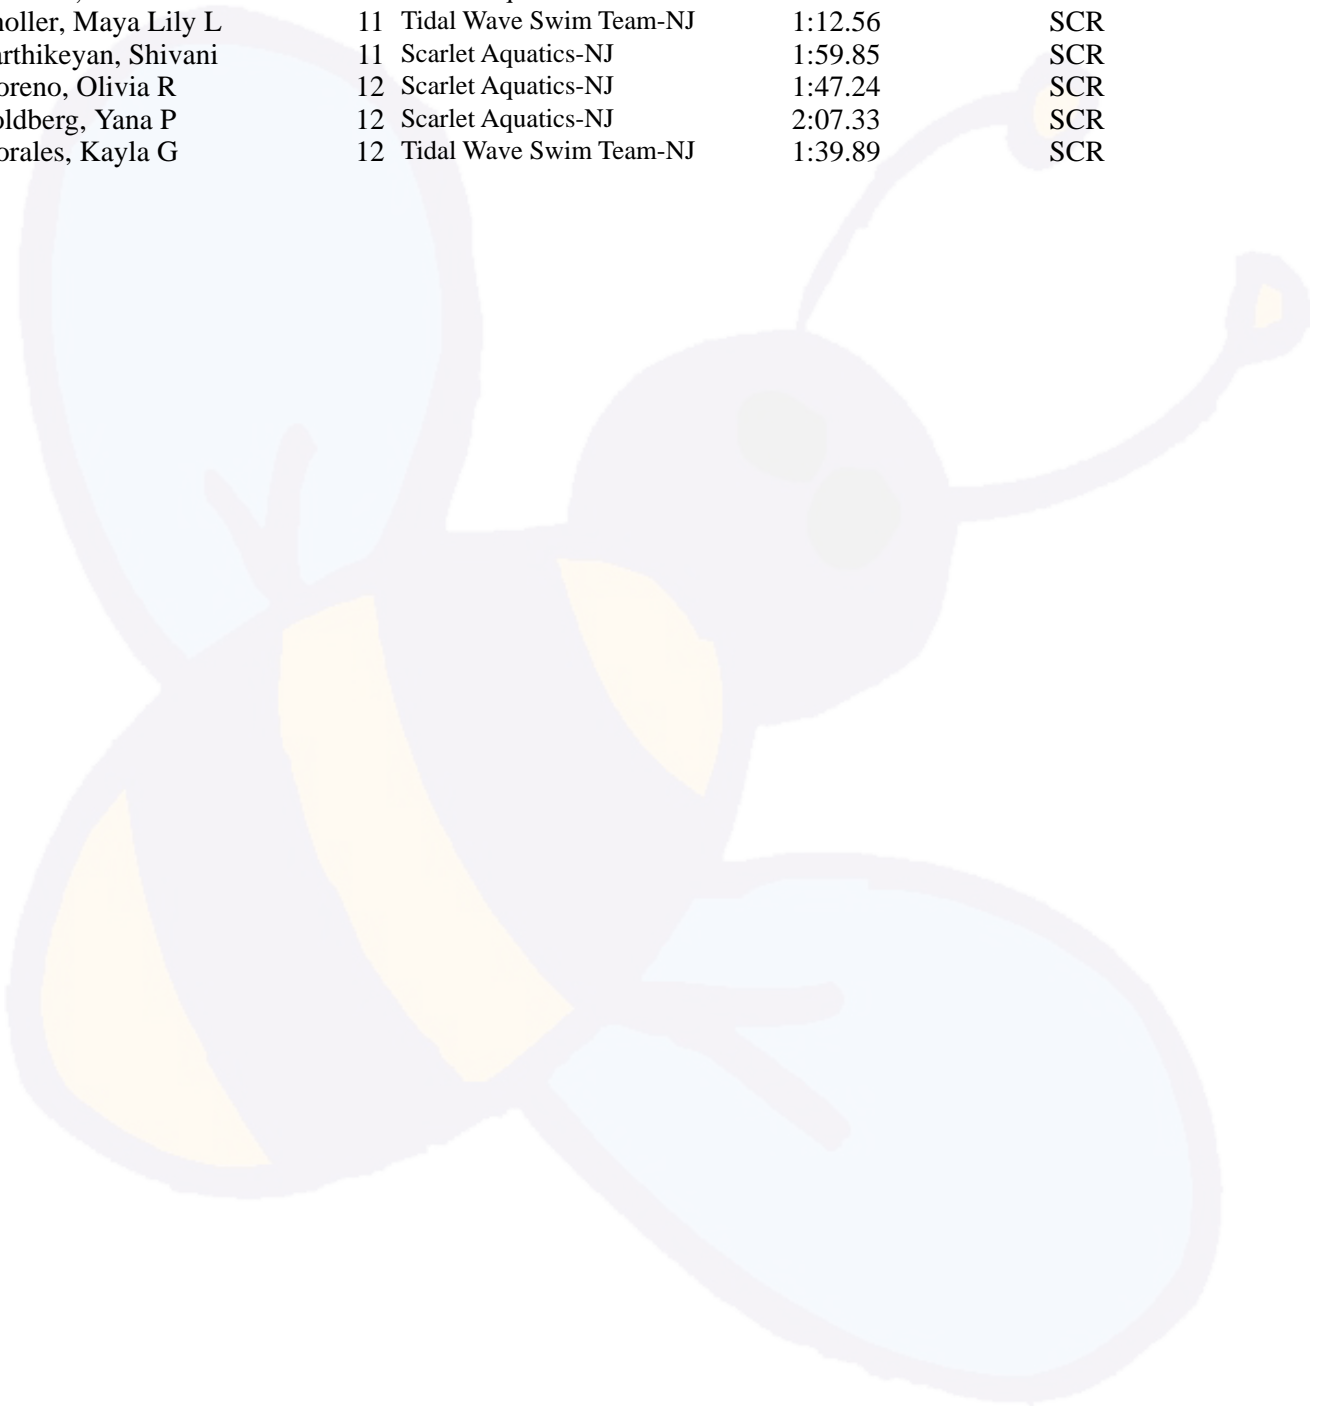 holler, Maya Lily L 11 Tidal Wave Swim Team-NJ 1:12.56 SCR
arthikeyan, Shivani 11 Scarlet Aquatics-NJ 1:59.85 SCR
oreno, Olivia R 12 Scarlet Aquatics-NJ 1:47.24 SCR
oldberg, Yana P 12 Scarlet Aquatics-NJ 2:07.33 SCR
orales, Kayla G 12 Tidal Wave Swim Team-NJ 1:39.89 SCR